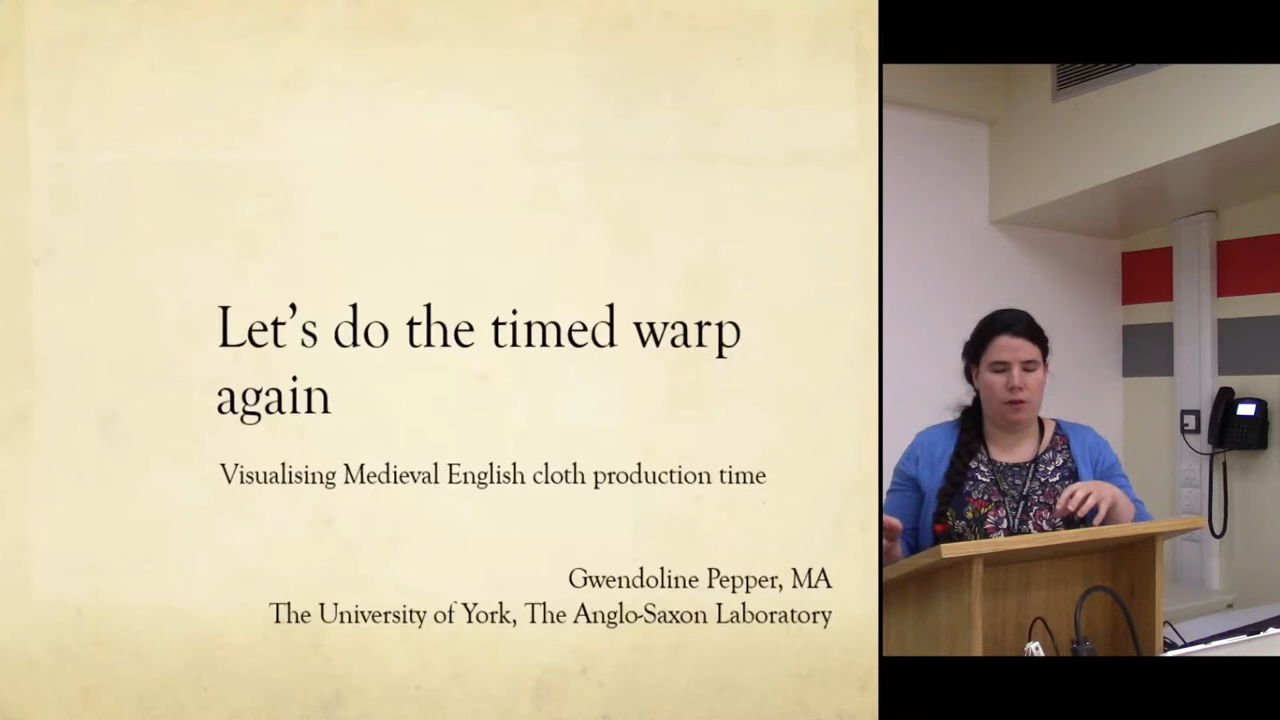 Let’s do the timed warp
again
Visualising Medieval English cloth production time
Gwendoline Pepper, MA
The University of York, The Anglo-Saxon Laboratory